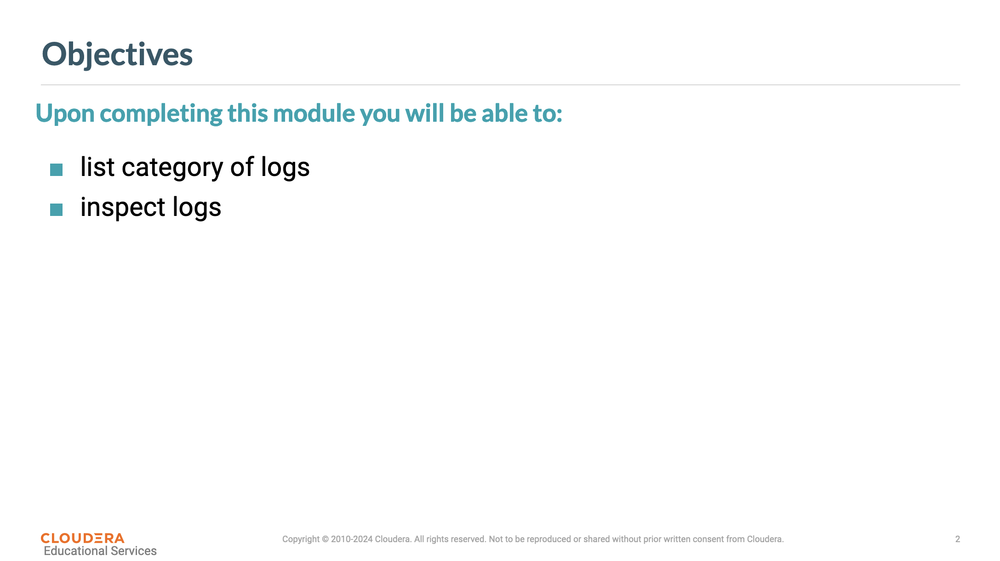 Objectives
Upon completing this module you will be able to:
list category of logs
inspect logs
CLOUDERA
Educational Services
Copyright © 2010-2024 Cloudera. All rights reserved. Not to be reproduced or shared without prior written consent from Cloudera.
2